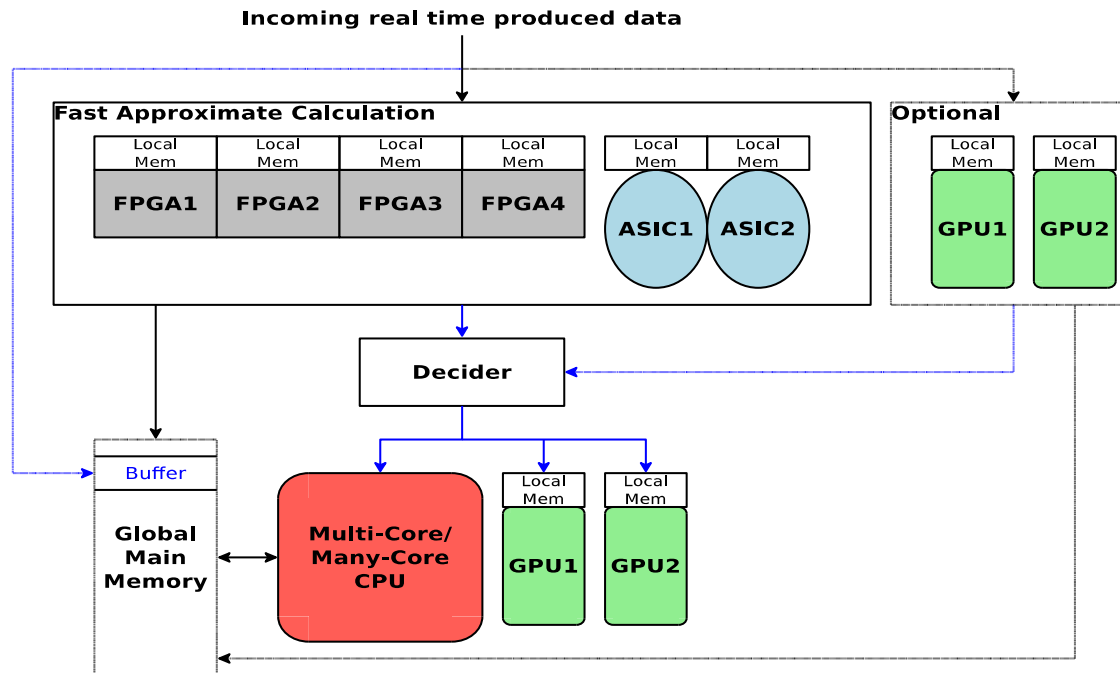 Incoming real time produced data
Fast Approximate Calculation
Optional
Local
Mem
Local
Mem
Local
Mem
Local
Mem
Local
Mem
Local
Mem
Local
Mem
Local
Mem
FPGA1
FPGA2
FPGA3
FPGA4
ASIC1
ASIC2
GPU1
GPU2
Decider
Buffer
Global
Main
Memory
Multi-Core/
Many-Core
CPU
Local
Mem
Local
Mem
GPU1
GPU2